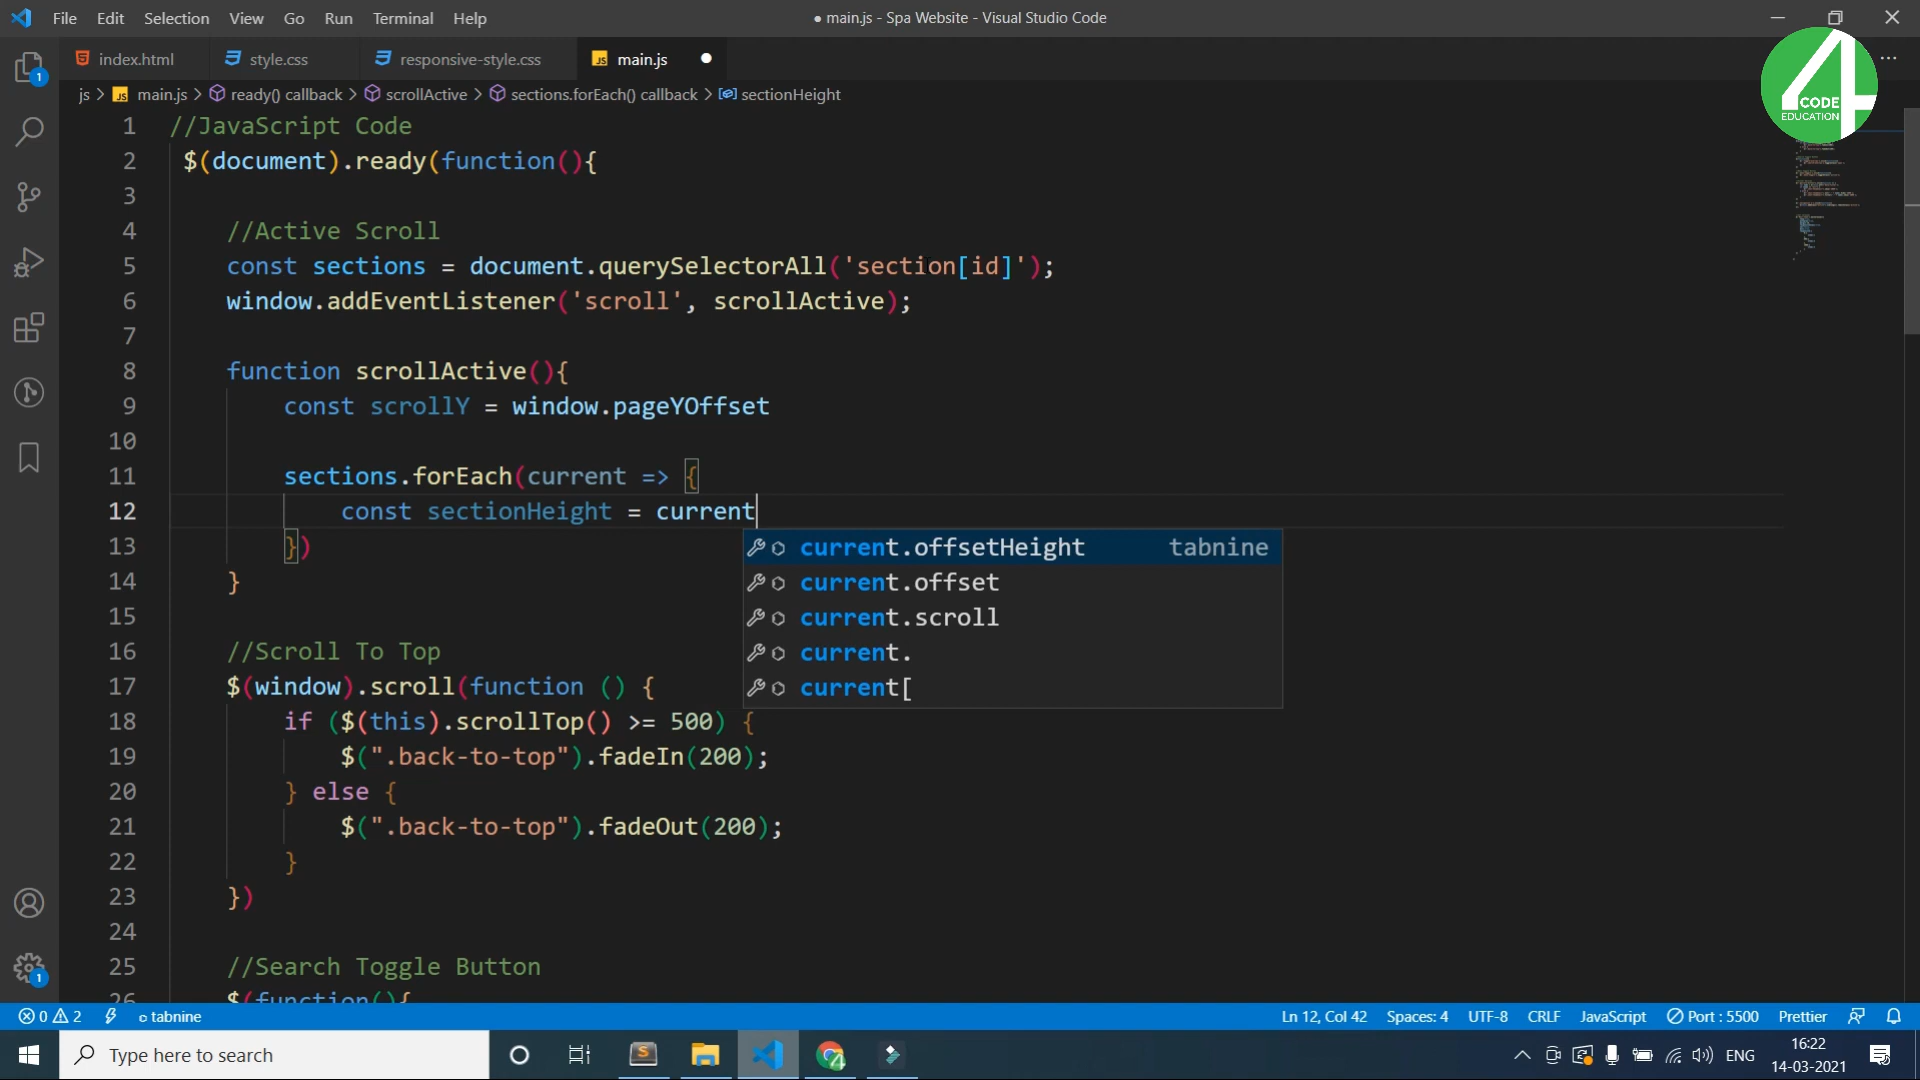 File Edit Selection View Go Run Terminal Help
● main.js - Spa Website - Visual Studio Code
index.html style.css responsive-style.css JS main.js
CODE 4 EDUCATION
js > JS main.js > ready() callback > scrollActive > sections.forEach() callback > sectionHeight
1 //JavaScript Code
2 $(document).ready(function(){
3
4 //Active Scroll
5 const sections = document.querySelectorAll('section[id]');
6 window.addEventListener('scroll', scrollActive);
7
8 function scrollActive(){
9 const scrollY = window.pageYOffset
10
11 sections.forEach(current => {
12 const sectionHeight = current
13 })
current.offsetHeight tabnine
14 }
current.offset
15
current.scroll
16 //Scroll To Top
current.
17 $(window).scroll(function () {
current[
18 if ($(this).scrollTop() >= 500) {
19 $(".back-to-top").fadeIn(200);
20 } else {
21 $(".back-to-top").fadeOut(200);
22 }
23 })
24
25 //Search Toggle Button
26 $(function(){
0 2 tabnine
Ln 12, Col 42 Spaces: 4 UTF-8 CRLF JavaScript Port : 5500 Prettier
Type here to search
ENG
16:22
14-03-2021